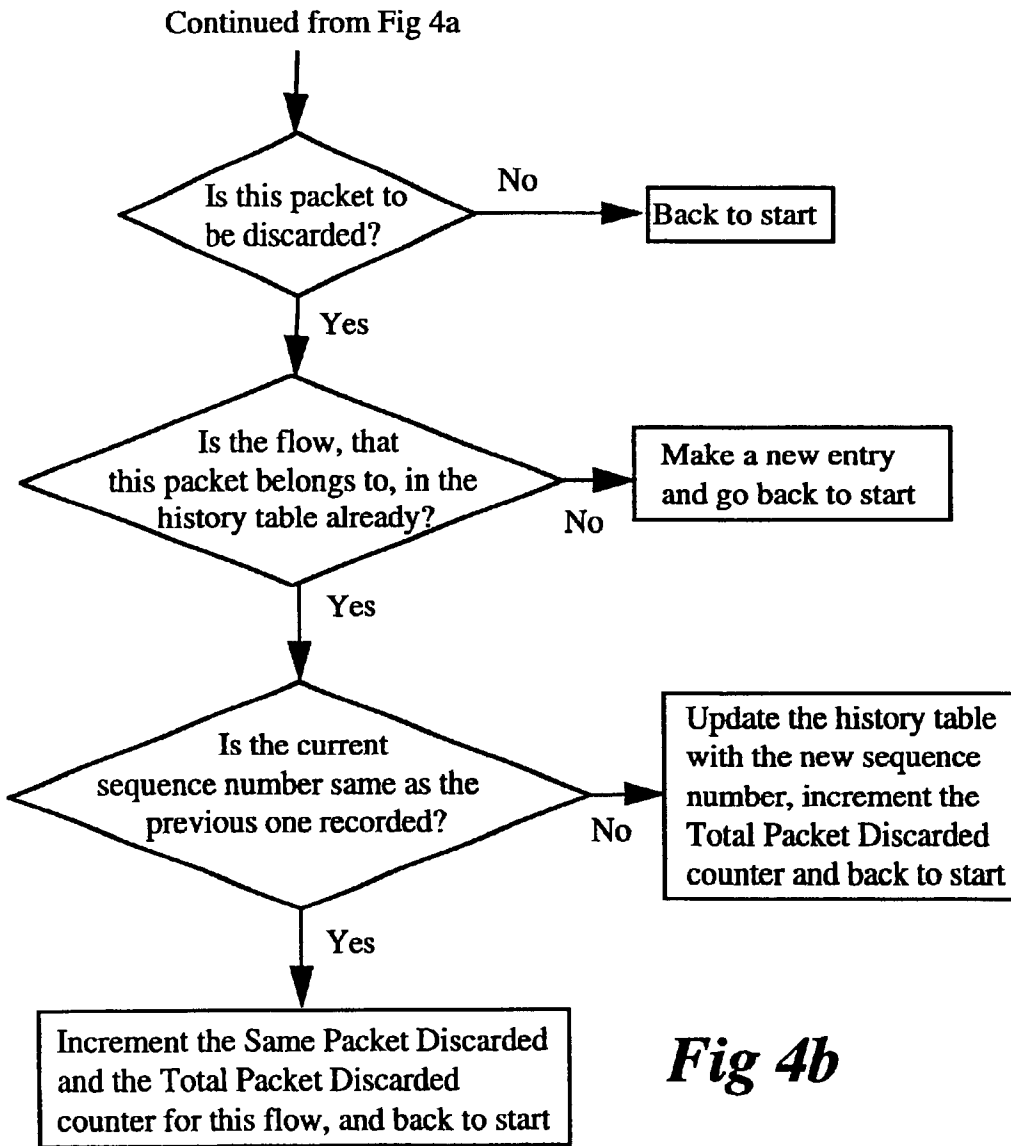 Continued from Fig 4a
Is this packet to
be discarded?
No
Back to start
Yes
Is the flow, that
this packet belongs to, in the
history table already?
No
Make a new entry
and go back to start
Yes
Is the current
sequence number same as the
previous one recorded?
No
Update the history table
with the new sequence
number, increment the
Total Packet Discarded
counter and back to start
Yes
Increment the Same Packet Discarded
and the Total Packet Discarded
counter for this flow, and back to start
Fig 4b